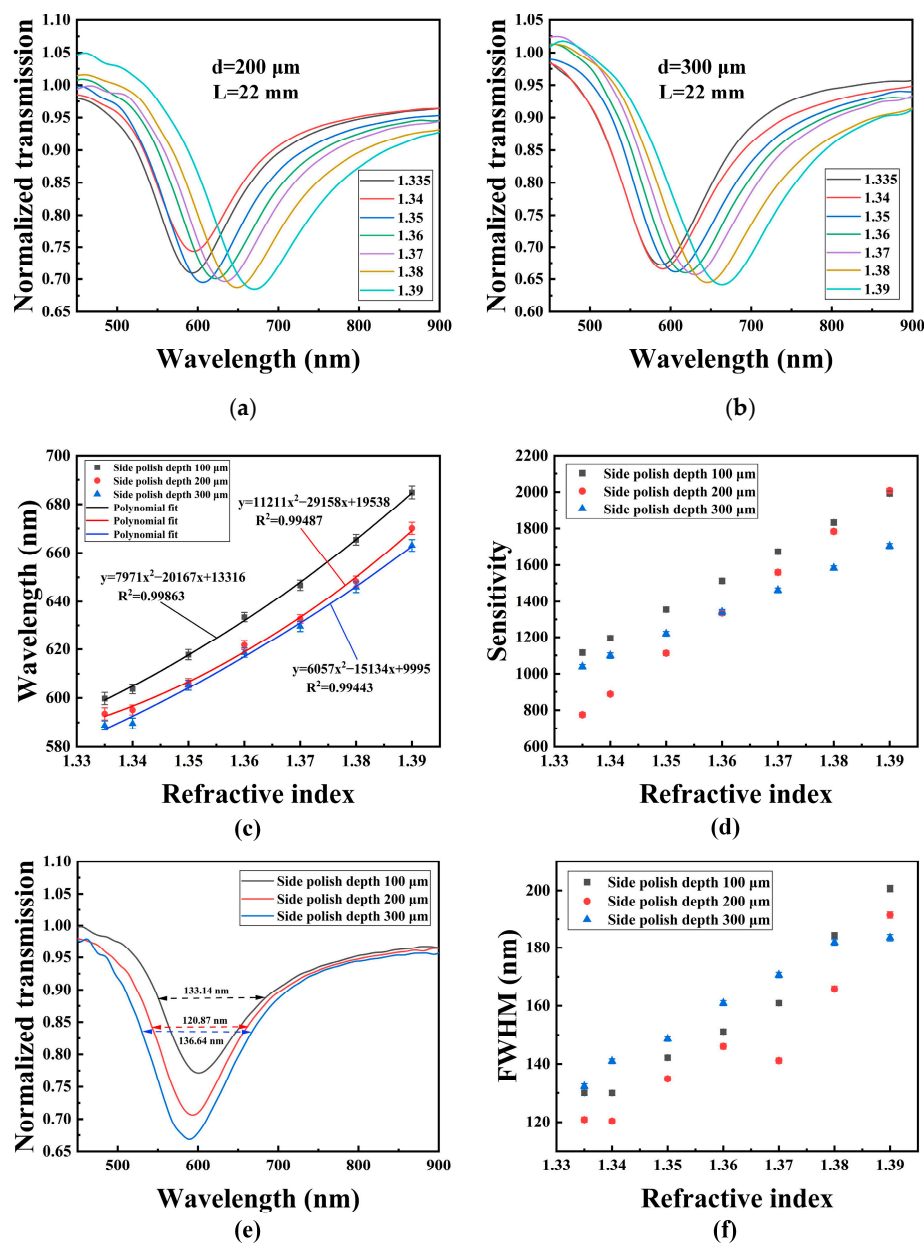 1.10
1.05
1.00
0.95
0.90
0.85
0.80
0.75
0.70
0.65
Normalized transmission
d=200 μm
L=22 mm
1.335
1.34
1.35
1.36
1.37
1.38
1.39
500 600 700 800 900
Wavelength (nm)
(a)
1.05
1.00
0.95
0.90
0.85
0.80
0.75
0.70
0.65
0.60
Normalized transmission
d=300 μm
L=22 mm
1.335
1.34
1.35
1.36
1.37
1.38
1.39
500 600 700 800 900
Wavelength (nm)
(b)
700
680
660
640
620
600
580
Wavelength (nm)
Side polish depth 100 μm
Side polish depth 200 μm
Side polish depth 300 μm
Polynomial fit
Polynomial fit
Polynomial fit
y=11211x²−29158x+19538
R²=0.99487
y=7971x²−20167x+13316
R²=0.99863
y=6057x²−15134x+9995
R²=0.99443
1.33 1.34 1.35 1.36 1.37 1.38 1.39
Refractive index
(c)
2200
2000
1800
1600
1400
1200
1000
800
600
Sensitivity
Side polish depth 100 μm
Side polish depth 200 μm
Side polish depth 300 μm
1.33 1.34 1.35 1.36 1.37 1.38 1.39
Refractive index
(d)
1.10
1.05
1.00
0.95
0.90
0.85
0.80
0.75
0.70
0.65
Normalized transmission
Side polish depth 100 μm
Side polish depth 200 μm
Side polish depth 300 μm
133.14 nm
120.87 nm
136.64 nm
500 600 700 800 900
Wavelength (nm)
(e)
200
180
160
140
120
FWHM (nm)
Side polish depth 100 μm
Side polish depth 200 μm
Side polish depth 300 μm
1.33 1.34 1.35 1.36 1.37 1.38 1.39
Refractive index
(f)